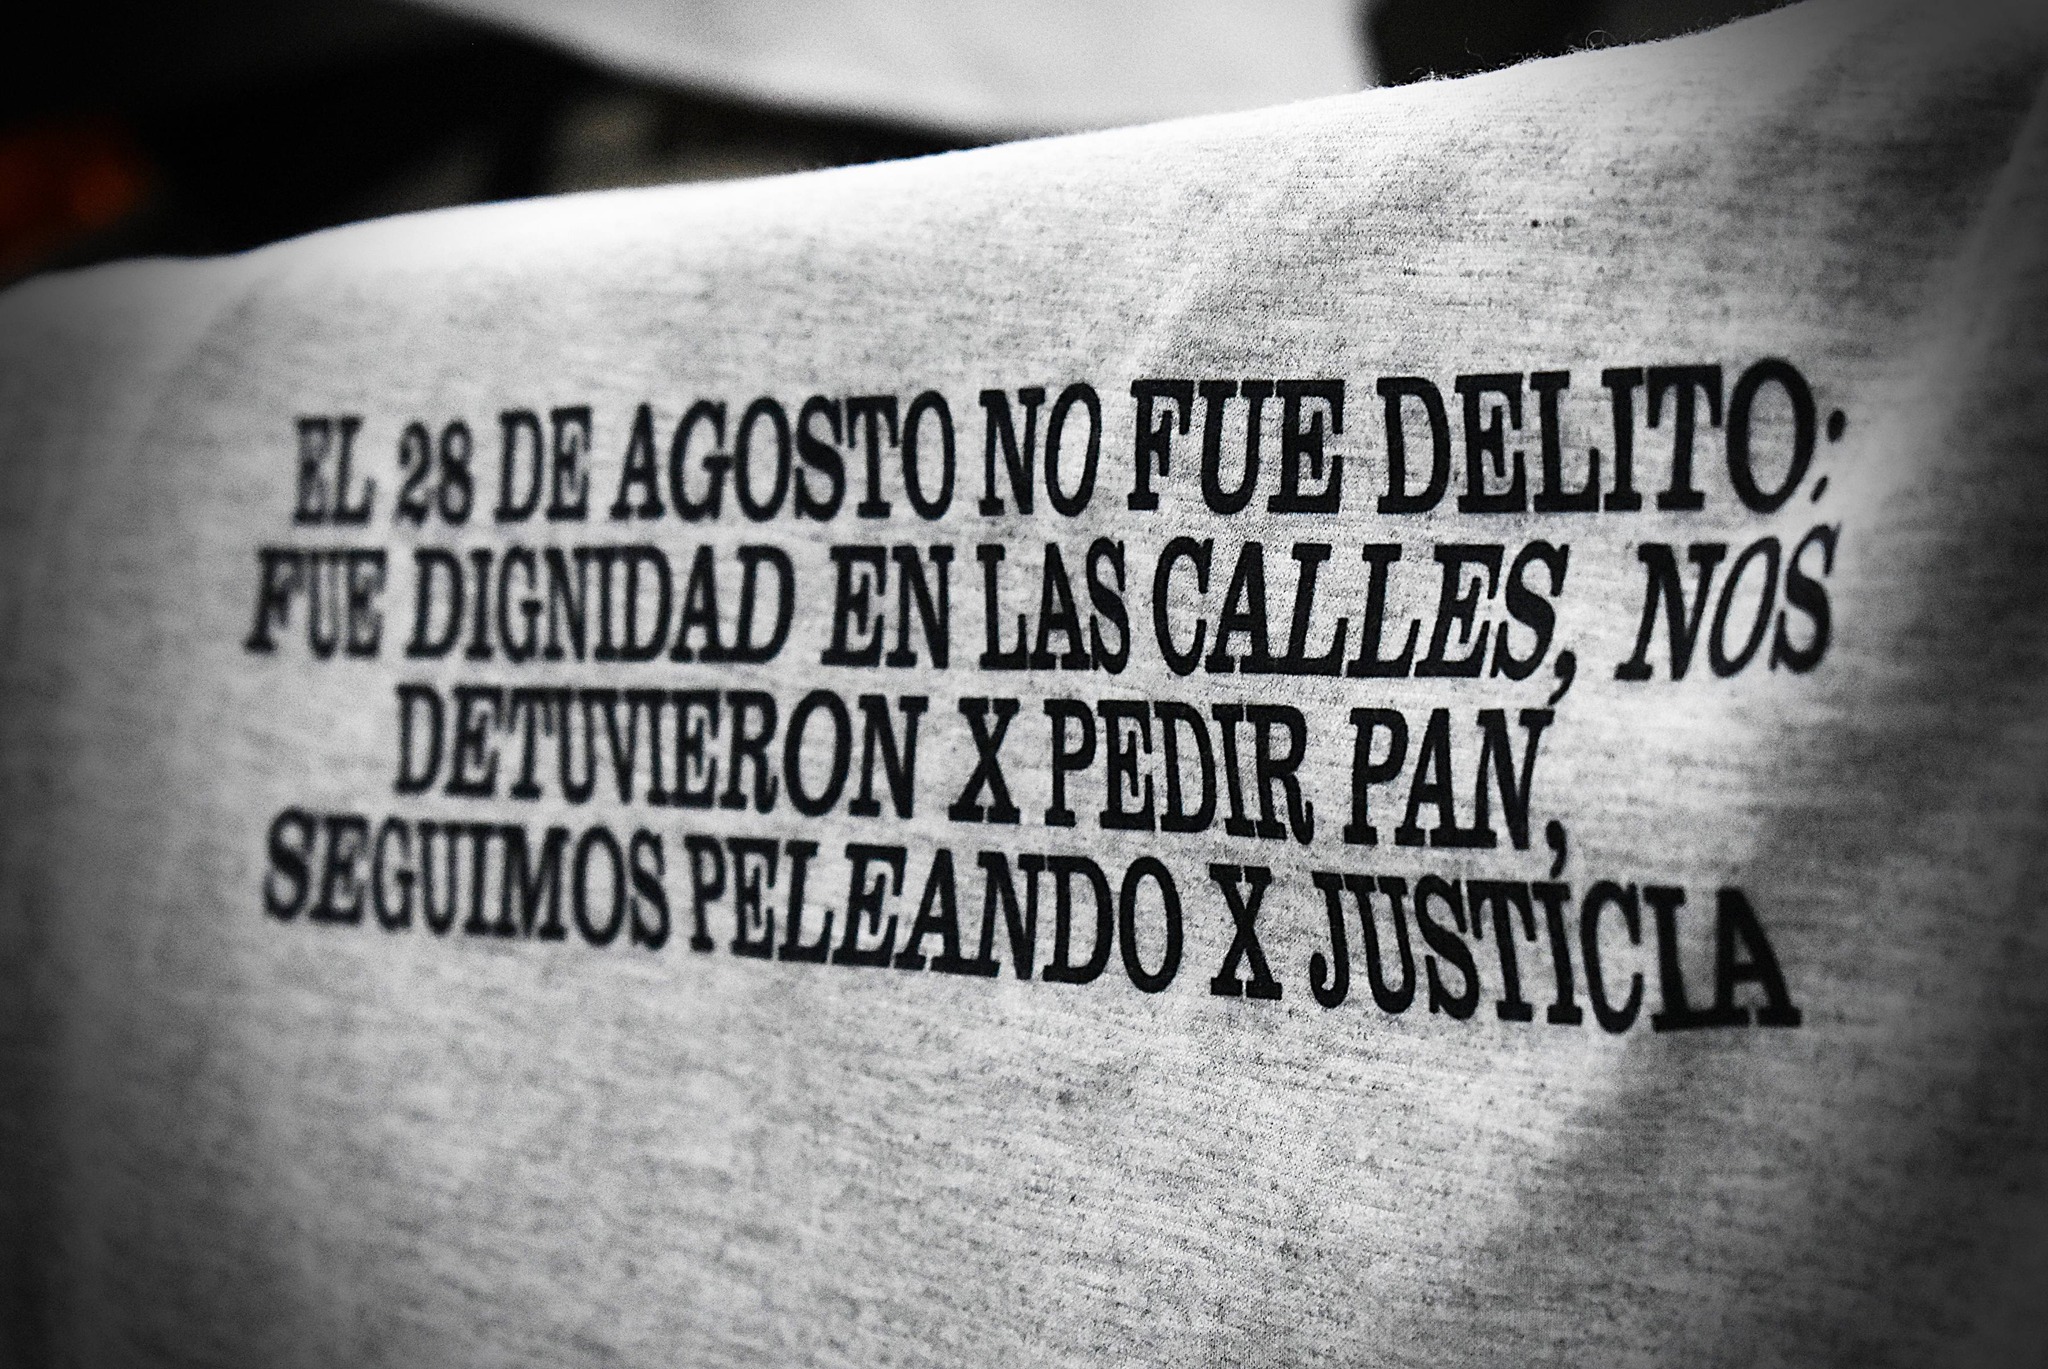 EL 28 DE AGOSTO NO FUE DELITO:
FUE DIGNIDAD EN LAS CALLES, NOS
DETUVIERON X PEDIR PAN,
SEGUIMOS PELEANDO X JUSTICIA